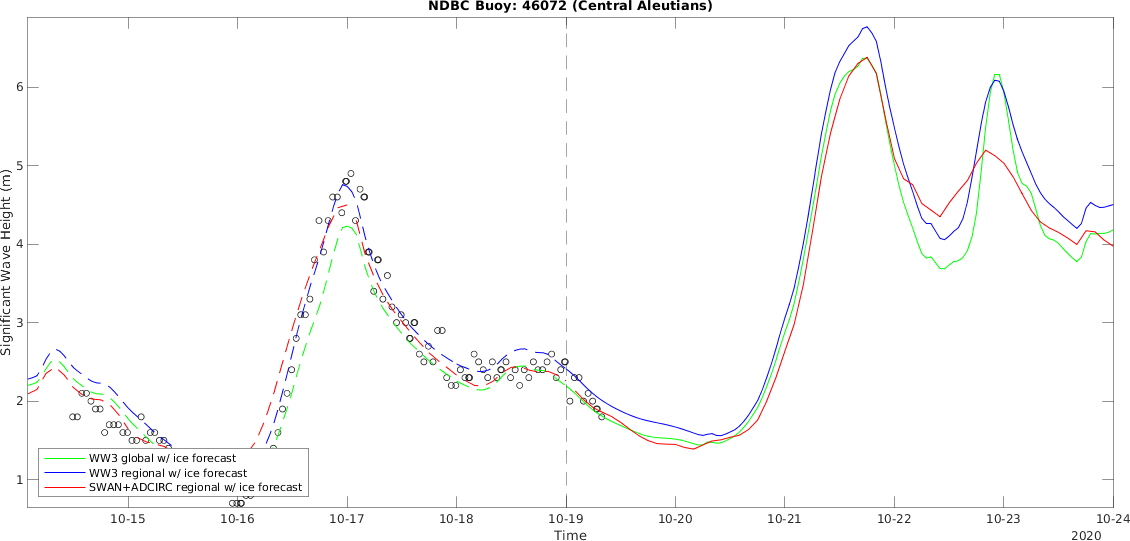 NDBC Buoy: 46072 (Central Aleutians)
Significant Wave Height (m)
6
5
4
3
2
1
WW3 global w/ ice forecast
WW3 regional w/ ice forecast
SWAN+ADCIRC regional w/ ice forecast
10-15 10-16 10-17 10-18 10-19 10-20 10-21 10-22 10-23 10-24
Time
2020